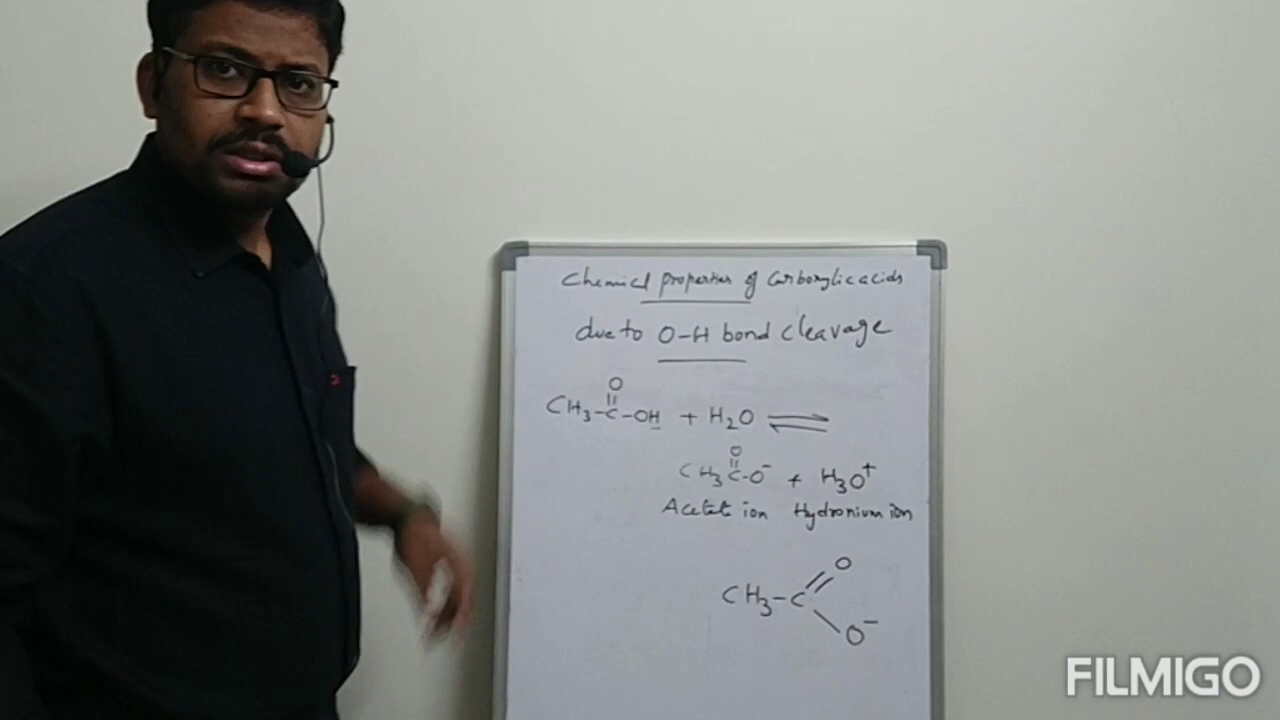 Chemical properties of Carboxylic acids
due to O-H bond cleavage
O
CH3-C-OH + H2O ⇌
O
CH3C-O⁻ + H3O⁺
Acetate ion Hydronium ion
O
CH3-C
O⁻
FILMIGO